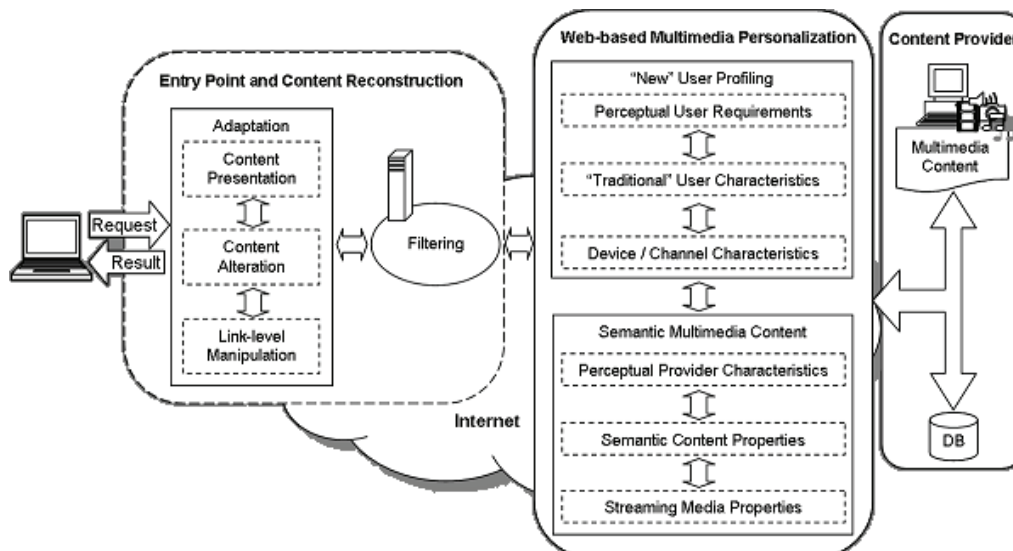 Entry Point and Content Reconstruction
Adaptation
Content
Presentation
Content
Alteration
Link-level
Manipulation
Request
Result
Filtering
Internet
Web-based Multimedia Personalization
“New” User Profiling
Perceptual User Requirements
“Traditional” User Characteristics
Device / Channel Characteristics
Semantic Multimedia Content
Perceptual Provider Characteristics
Semantic Content Properties
Streaming Media Properties
Content Provider
Multimedia
Content
DB